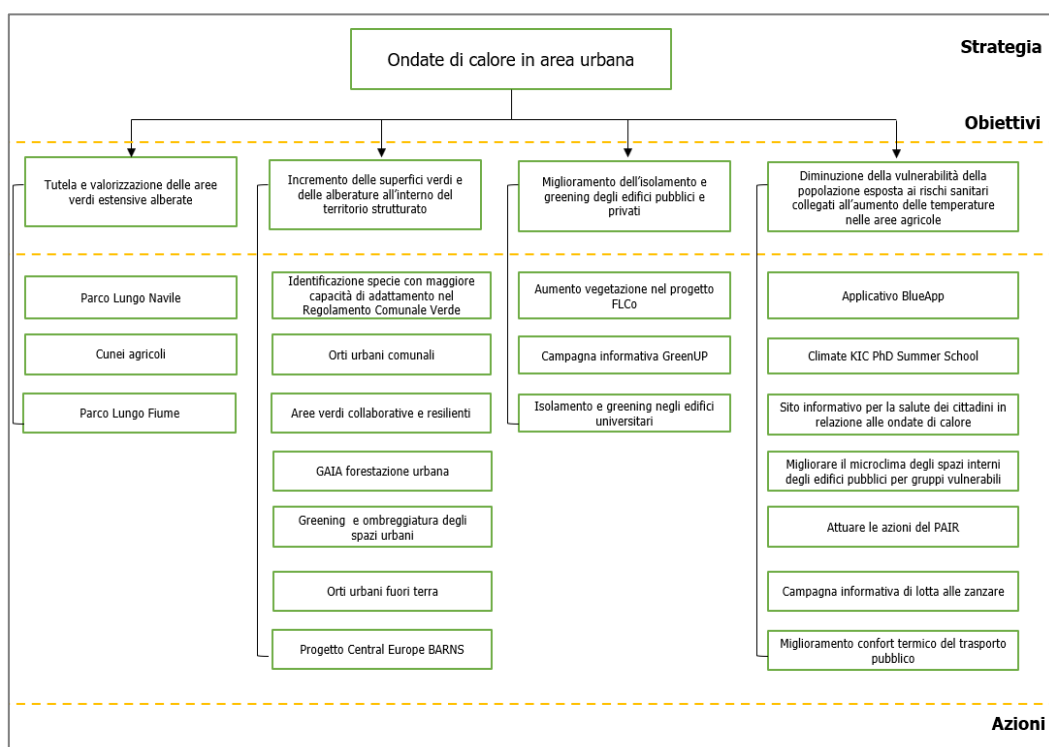 Strategia
Ondate di calore in area urbana
Obiettivi
Tutela e valorizzazione delle aree
verdi estensive alberate
Incremento delle superfici verdi e
delle alberature all'interno del
territorio strutturato
Miglioramento dell'isolamento e
greening degli edifici pubblici e
privati
Diminuzione della vulnerabilità della
popolazione esposta ai rischi sanitari
collegati all'aumento delle temperature
nelle aree agricole
Parco Lungo Navile
Cunei agricoli
Parco Lungo Fiume
Identificazione specie con maggiore
capacità di adattamento nel
Regolamento Comunale Verde
Orti urbani comunali
Aree verdi collaborative e resilienti
GAIA forestazione urbana
Greening e ombreggiatura degli
spazi urbani
Orti urbani fuori terra
Progetto Central Europe BARNS
Aumento vegetazione nel progetto
FLCo
Campagna informativa GreenUP
Isolamento e greening negli edifici
universitari
Applicativo BlueApp
Climate KIC PhD Summer School
Sito informativo per la salute dei cittadini in
relazione alle ondate di calore
Migliorare il microclima degli spazi interni
degli edifici pubblici per gruppi vulnerabili
Attuare le azioni del PAIR
Campagna informativa di lotta alle zanzare
Miglioramento confort termico del trasporto
pubblico
Azioni